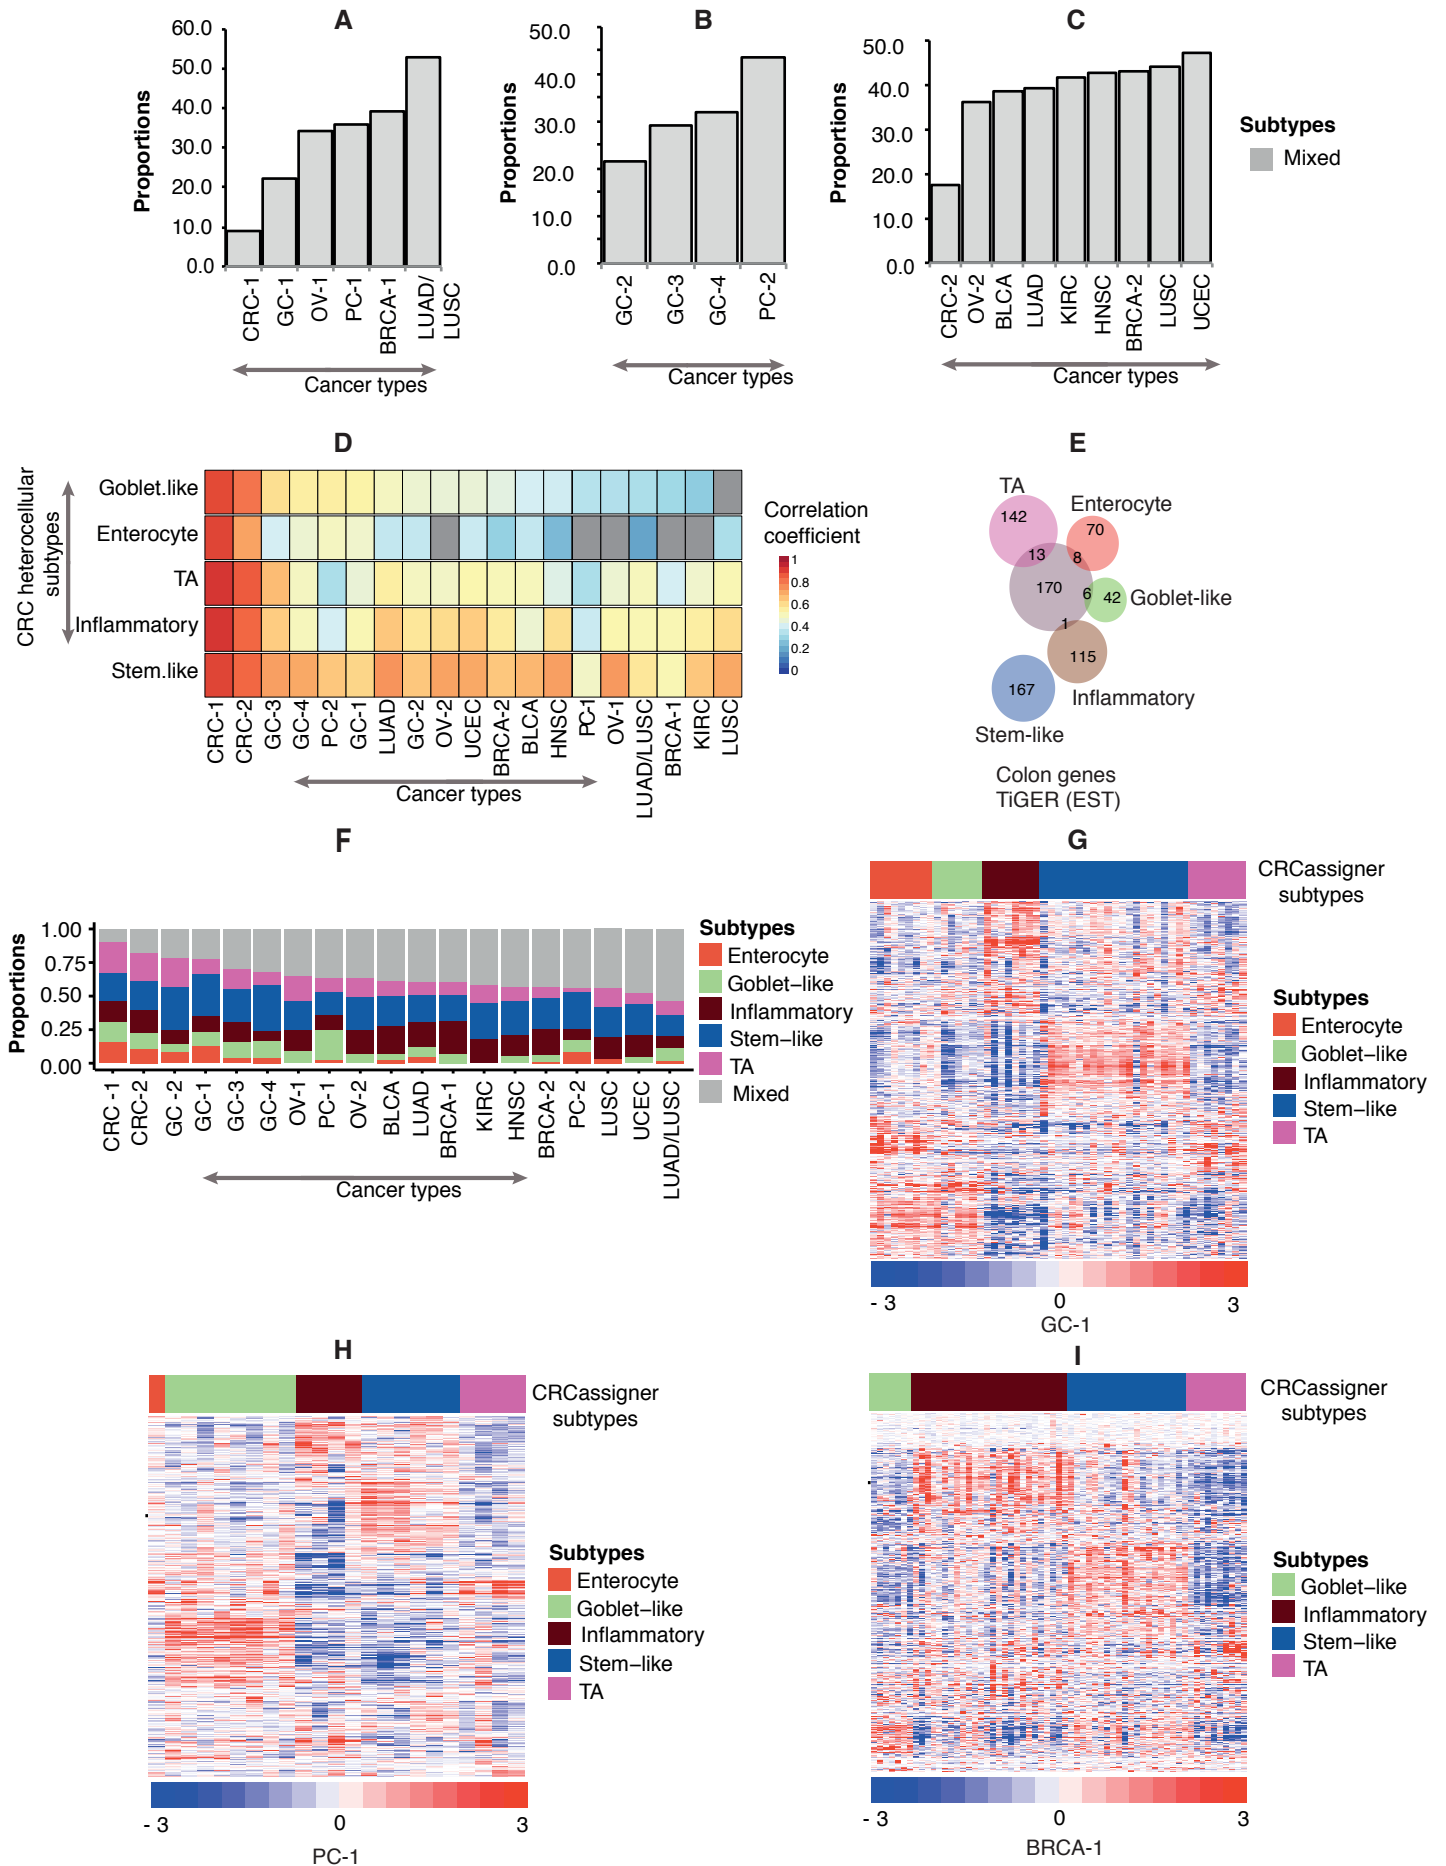 A
Proportions
60.0
50.0
40.0
30.0
20.0
10.0
0.0
CRC-1
GC-1
OV-1
PC-1
BRCA-1
LUAD/
LUSC
Cancer types
B
Proportions
50.0
40.0
30.0
20.0
10.0
0.0
GC-2
GC-3
GC-4
PC-2
Cancer types
C
Proportions
50.0
40.0
30.0
20.0
10.0
0.0
CRC-2
OV-2
BLCA
LUAD
KIRC
HNSC
BRCA-2
LUSC
UCEC
Cancer types
Subtypes
Mixed
D
CRC heterocellular
subtypes
Goblet.like
Enterocyte
TA
Inflammatory
Stem.like
CRC-1
CRC-2
GC-3
GC-4
PC-2
GC-1
LUAD
GC-2
OV-2
UCEC
BRCA-2
BLCA
HNSC
PC-1
OV-1
LUAD/LUSC
BRCA-1
KIRC
LUSC
Cancer types
Correlation
coefficient
1
0.8
0.6
0.4
0.2
0
E
TA
142
Enterocyte
70
13
8
170
6
42
Goblet-like
1
115
Inflammatory
167
Stem-like
Colon genes
TiGER (EST)
F
Proportions
1.00
0.75
0.50
0.25
0.00
CRC -1
CRC-2
GC -2
GC-1
GC-3
GC-4
OV-1
PC-1
OV-2
BLCA
LUAD
BRCA-1
KIRC
HNSC
BRCA-2
PC-2
LUSC
UCEC
LUAD/LUSC
Cancer types
Subtypes
Enterocyte
Goblet−like
Inflammatory
Stem−like
TA
Mixed
G
CRCassigner
subtypes
Subtypes
Enterocyte
Goblet−like
Inflammatory
Stem−like
TA
- 3
0
3
GC-1
H
CRCassigner
subtypes
Subtypes
Enterocyte
Goblet−like
Inflammatory
Stem−like
TA
- 3
0
3
PC-1
I
CRCassigner
subtypes
Subtypes
Goblet−like
Inflammatory
Stem−like
TA
- 3
0
3
BRCA-1